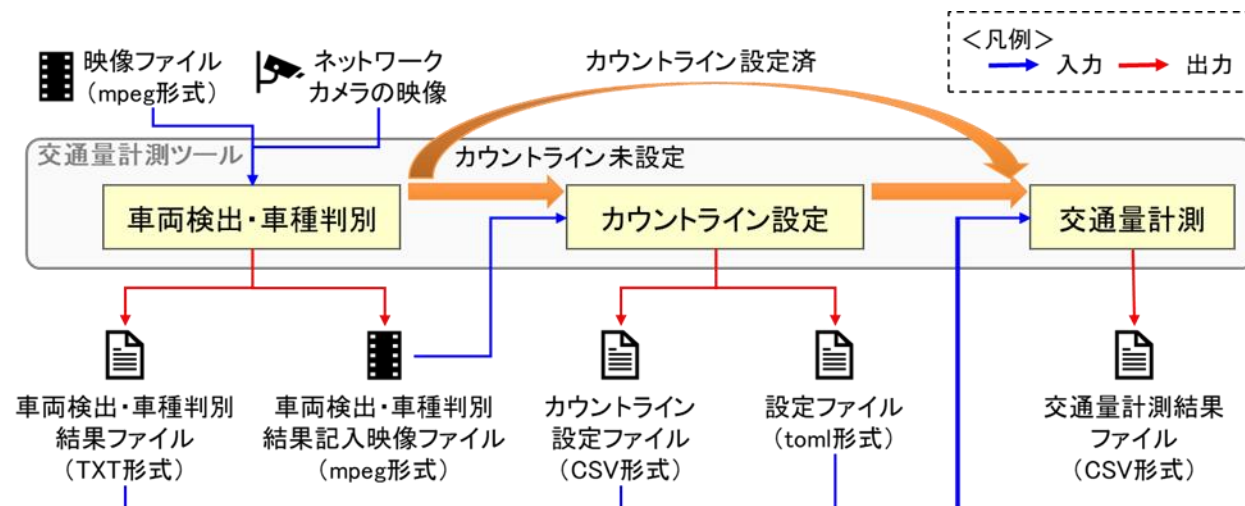 映像ファイル
(mpeg形式)
ネットワーク
カメラの映像
カウントライン設定済
<凡例>
入力
出力
交通量計測ツール
カウントライン未設定
車両検出・車種判別
カウントライン設定
交通量計測
車両検出・車種判別
結果ファイル
(TXT形式)
車両検出・車種判別
結果記入映像ファイル
(mpeg形式)
カウントライン
設定ファイル
(CSV形式)
設定ファイル
(toml形式)
交通量計測結果
ファイル
(CSV形式)